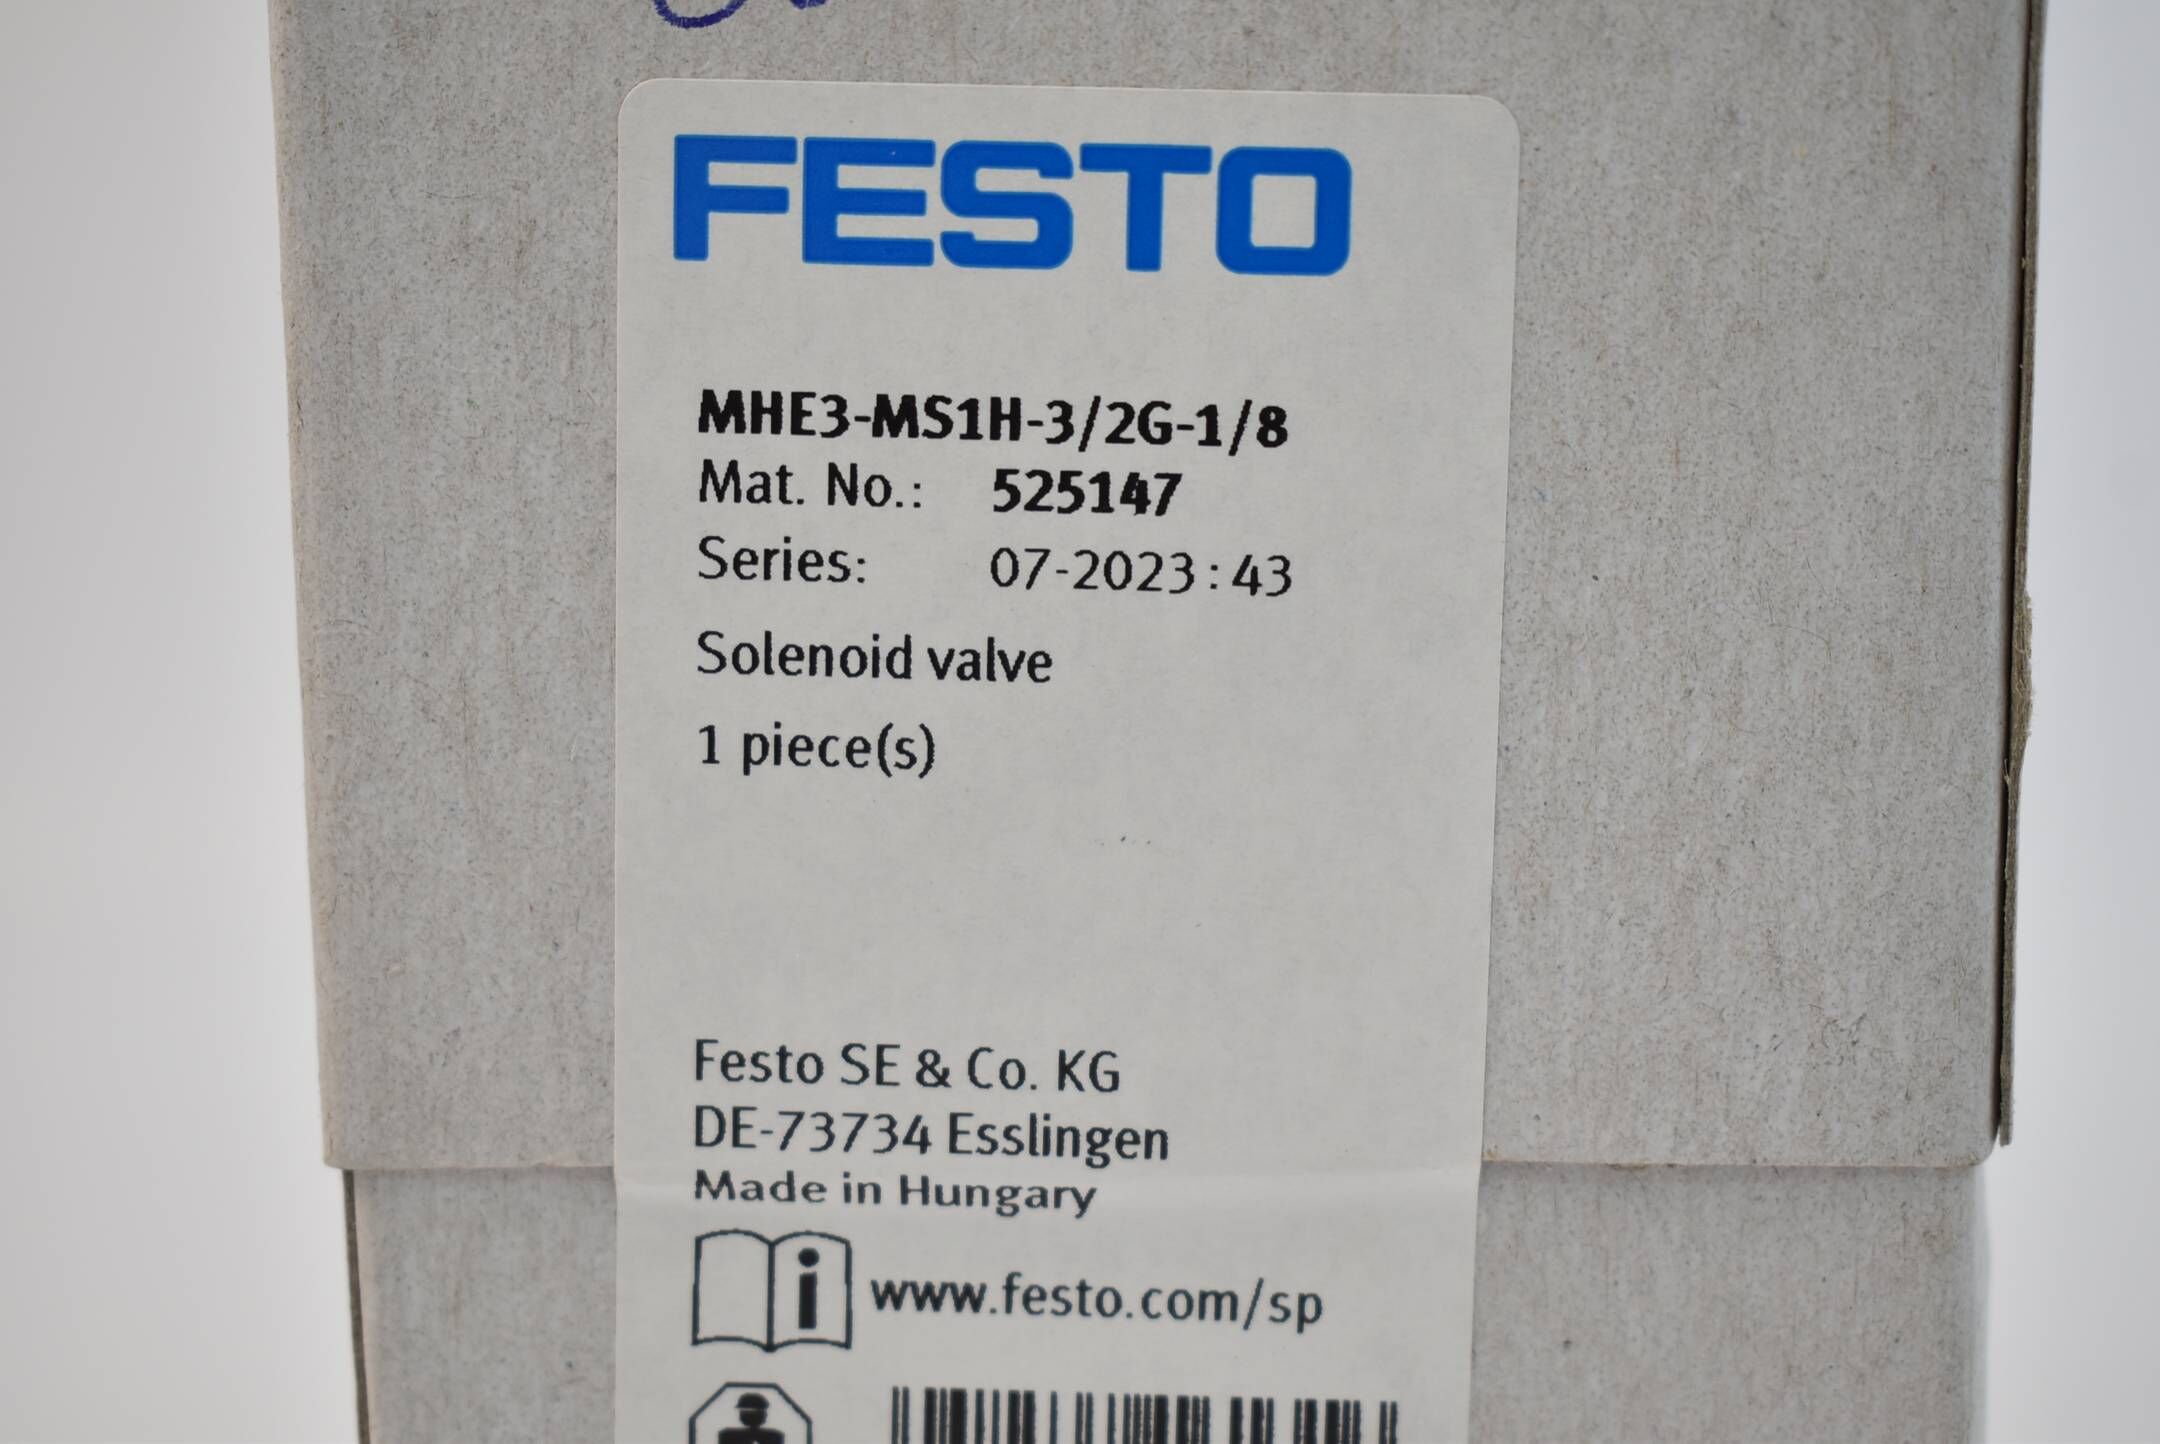 FESTO
MHE3-MS1H-3/2G-1/8
Mat. No.: 525147
Series: 07-2023:43
Solenoid valve
1 piece(s)
Festo SE & Co. KG
DE-73734 Esslingen
Made in Hungary
i www.festo.com/sp